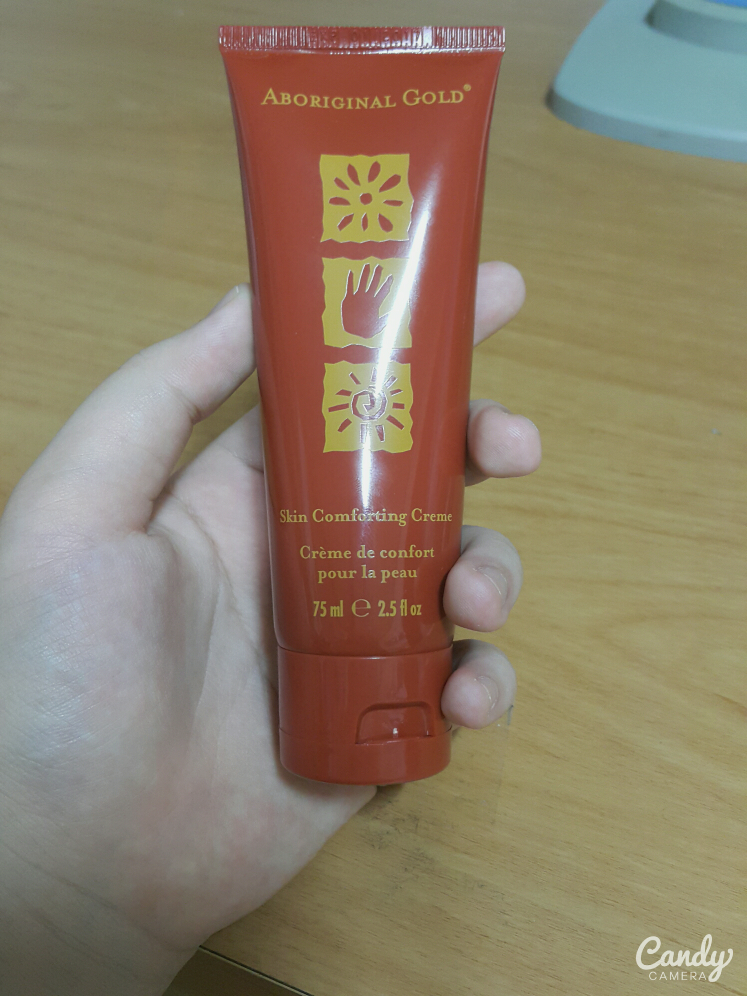 ABORIGINAL GOLD®
Skin Comforting Creme
Crème de confort
pour la peau
75 ml ℮ 2.5 fl oz
Candy
CAMERA